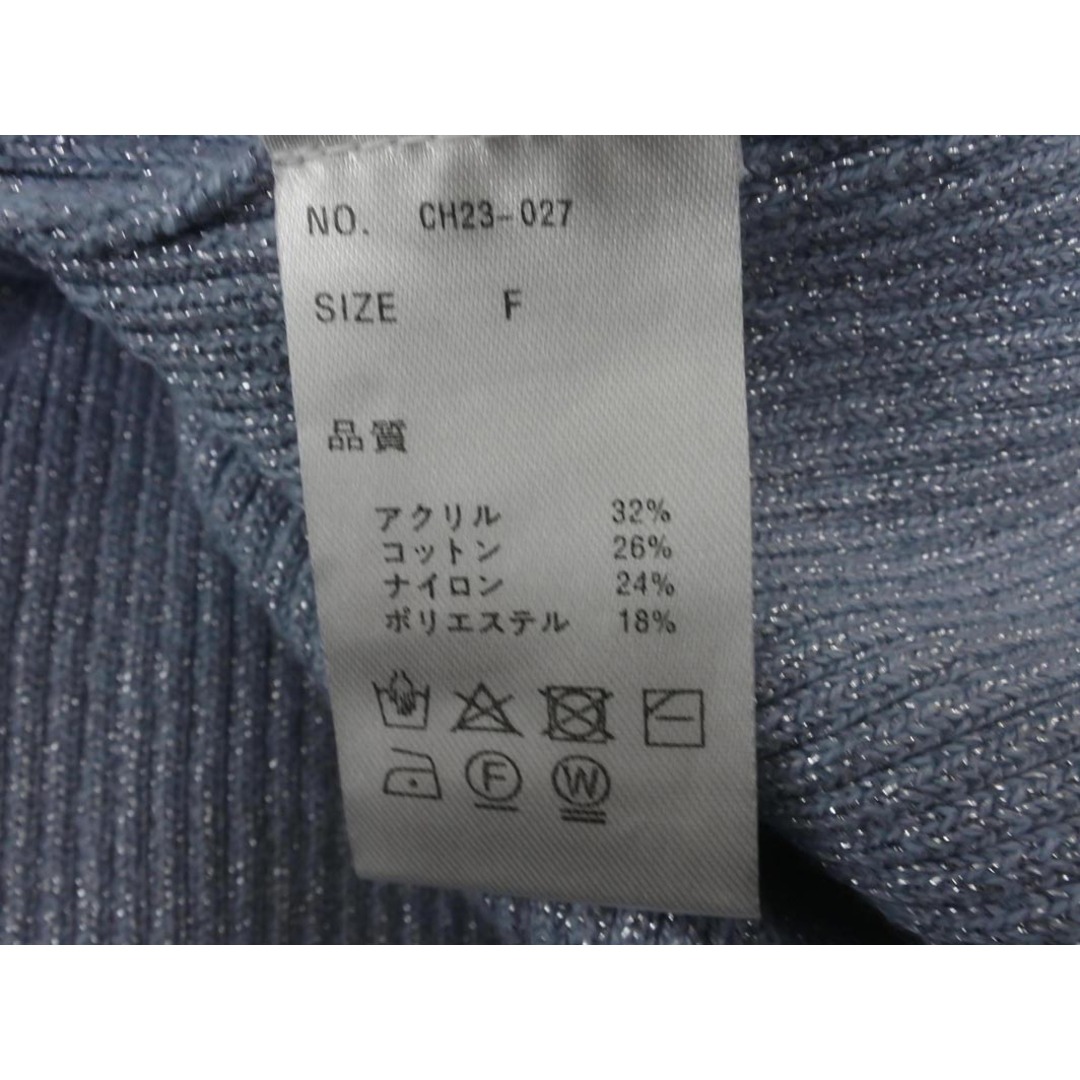 NO. CH23-027
SIZE F
品質
アクリル 32%
コットン 26%
ナイロン 24%
ポリエステル 18%
F W